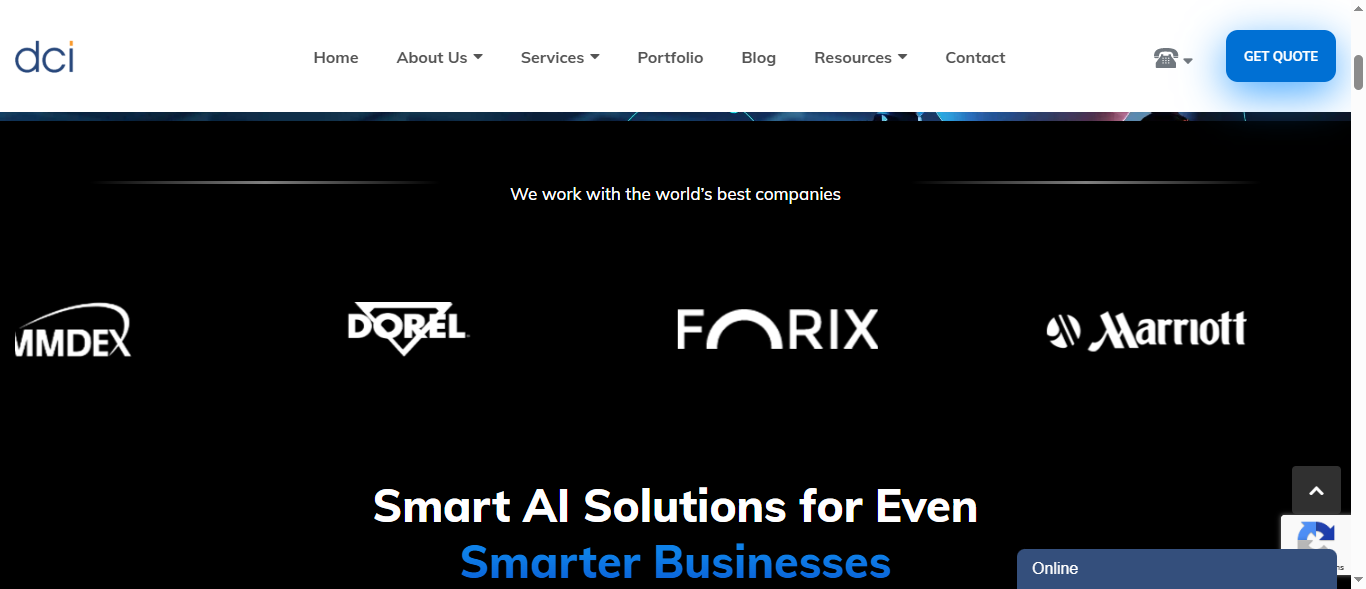 dci
Home
About Us
Services
Portfolio
Blog
Resources
Contact
GET QUOTE
We work with the world's best companies
MMDEX
DOREL
FORIX
Marriott
Smart AI Solutions for Even
Smarter Businesses
Online